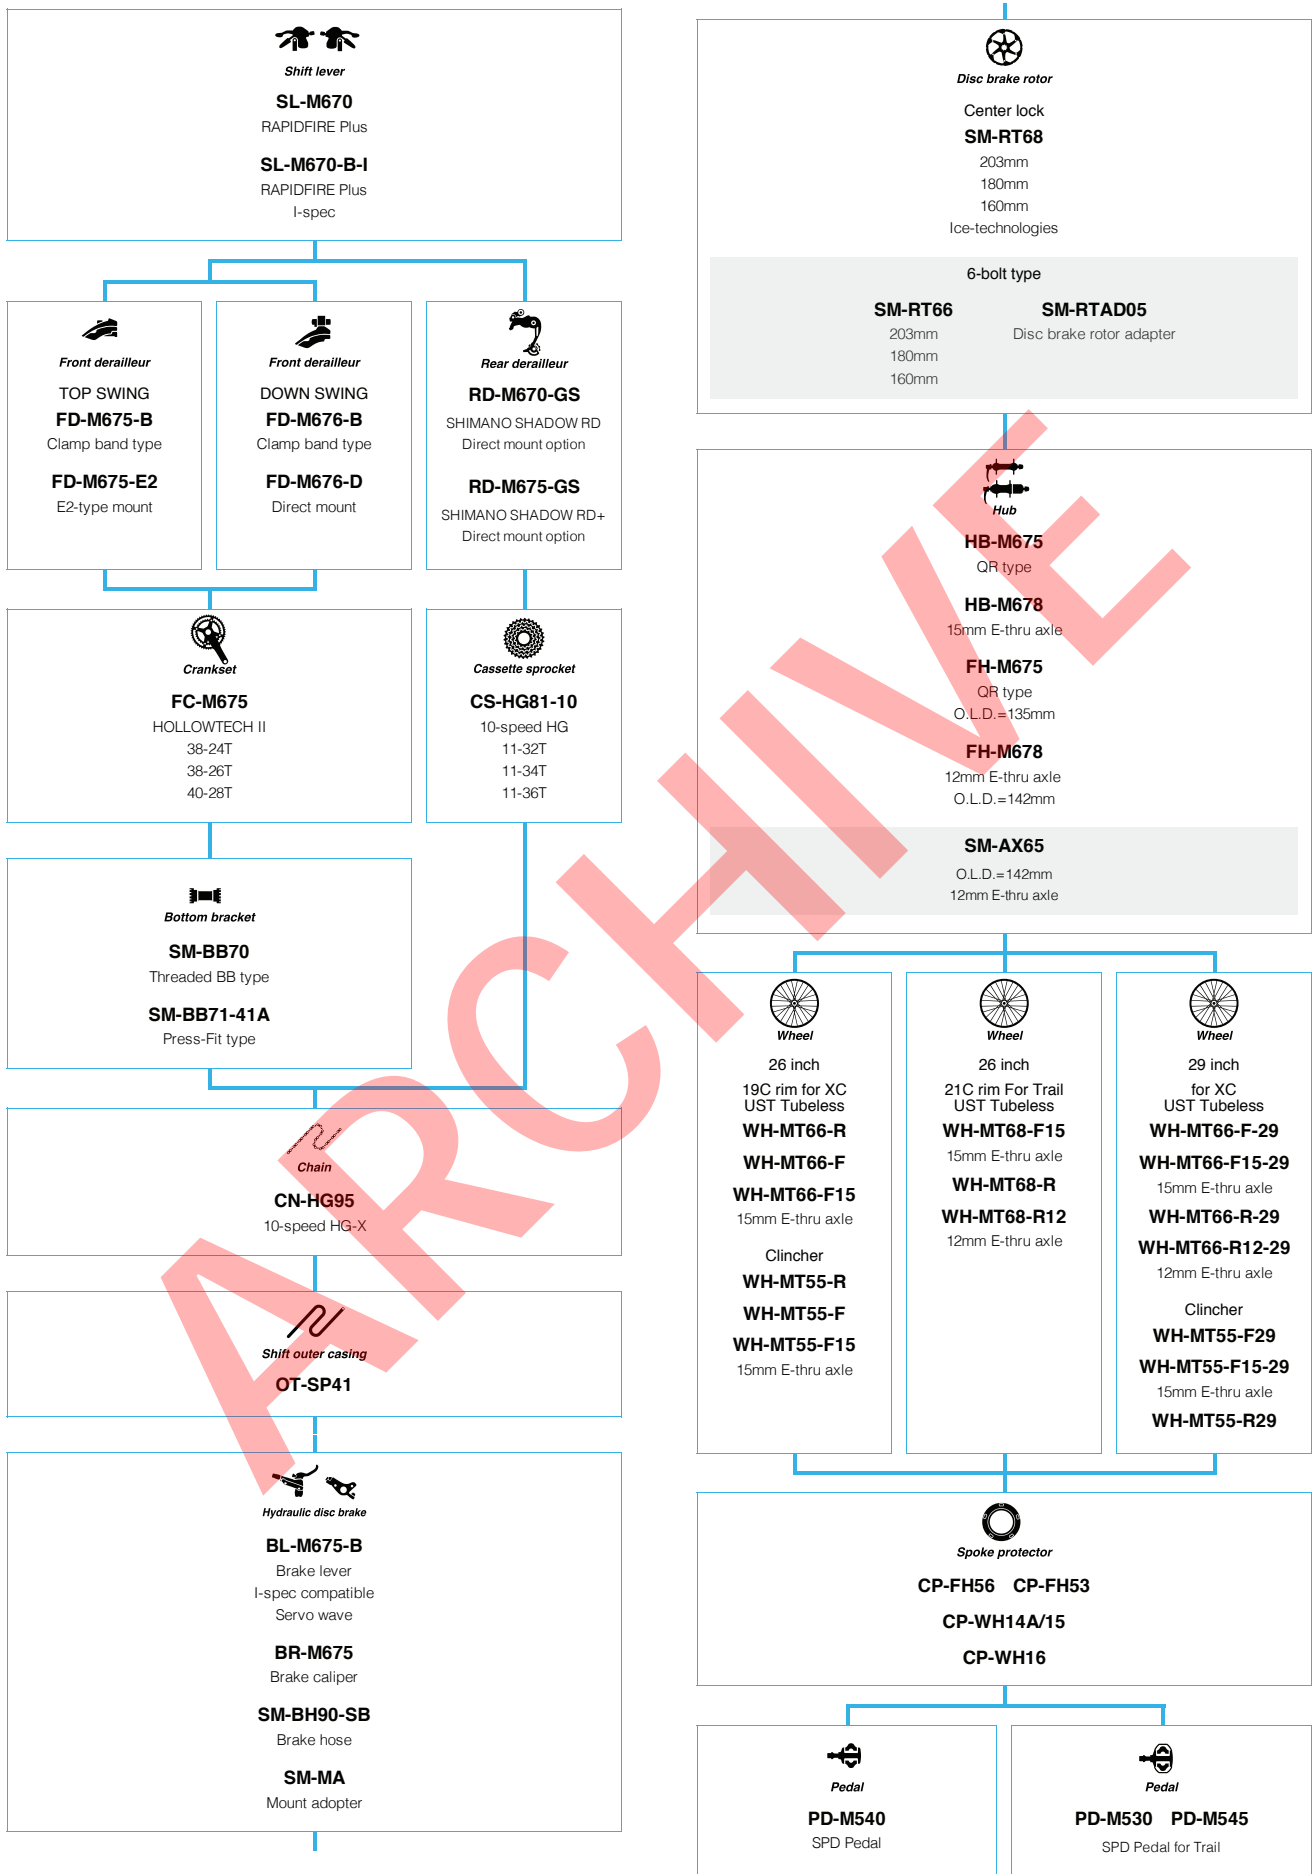 Shift lever
SL-M670
RAPIDFIRE Plus
SL-M670-B-I
RAPIDFIRE Plus
I-spec
Front derailleur
TOP SWING
FD-M675-B
Clamp band type
FD-M675-E2
E2-type mount
Front derailleur
DOWN SWING
FD-M676-B
Clamp band type
FD-M676-D
Direct mount
Rear derailleur
RD-M670-GS
SHIMANO SHADOW RD
Direct mount option
RD-M675-GS
SHIMANO SHADOW RD+
Direct mount option
Crankset
FC-M675
HOLLOWTECH II
38-24T
38-26T
40-28T
Cassette sprocket
CS-HG81-10
10-speed HG
11-32T
11-34T
11-36T
Bottom bracket
SM-BB70
Threaded BB type
SM-BB71-41A
Press-Fit type
Chain
CN-HG95
10-speed HG-X
Shift outer casing
OT-SP41
Hydraulic disc brake
BL-M675-B
Brake lever
I-spec compatible
Servo wave
BR-M675
Brake caliper
SM-BH90-SB
Brake hose
SM-MA
Mount adopter
Disc brake rotor
Center lock
SM-RT68
203mm
180mm
160mm
Ice-technologies
6-bolt type
SM-RT66
203mm
180mm
160mm
SM-RTAD05
Disc brake rotor adapter
Hub
HB-M675
QR type
HB-M678
15mm E-thru axle
FH-M675
QR type
O.L.D.=135mm
FH-M678
12mm E-thru axle
O.L.D.=142mm
SM-AX65
O.L.D.=142mm
12mm E-thru axle
Wheel
26 inch
19C rim for XC
UST Tubeless
WH-MT66-R
WH-MT66-F
WH-MT66-F15
15mm E-thru axle
Clincher
WH-MT55-R
WH-MT55-F
WH-MT55-F15
15mm E-thru axle
Wheel
26 inch
21C rim For Trail
UST Tubeless
WH-MT68-F15
15mm E-thru axle
WH-MT68-R
WH-MT68-R12
12mm E-thru axle
Wheel
29 inch
for XC
UST Tubeless
WH-MT66-F-29
WH-MT66-F15-29
15mm E-thru axle
WH-MT66-R-29
WH-MT66-R12-29
12mm E-thru axle
Clincher
WH-MT55-F29
WH-MT55-F15-29
15mm E-thru axle
WH-MT55-R29
Spoke protector
CP-FH56 CP-FH53
CP-WH14A/15
CP-WH16
Pedal
PD-M540
SPD Pedal
Pedal
PD-M530 PD-M545
SPD Pedal for Trail
ARCHIVE